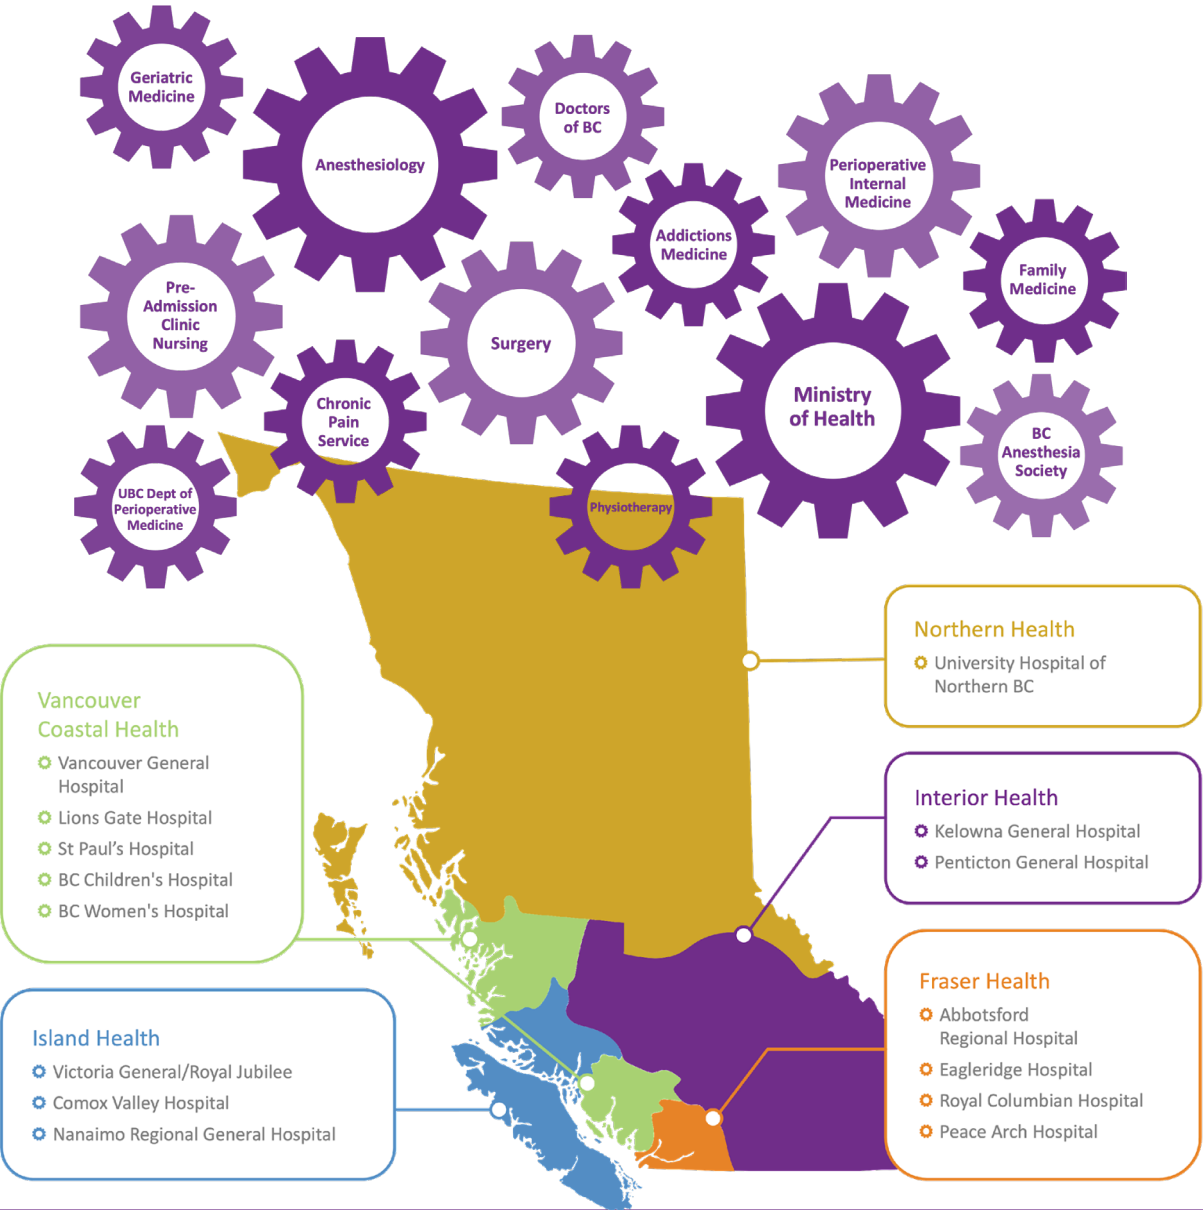 Geriatric
Medicine
Anesthesiology
Doctors
of BC
Perioperative
Internal
Medicine
Addictions
Medicine
Family
Medicine
Pre-
Admission
Clinic
Nursing
Surgery
Chronic
Pain
Service
Ministry
of Health
BC
Anesthesia
Society
UBC Dept of
Perioperative
Medicine
Physiotherapy
Northern Health
University Hospital of
Northern BC
Vancouver
Coastal Health
Vancouver General
Hospital
Lions Gate Hospital
St Paul’s Hospital
BC Children's Hospital
BC Women's Hospital
Interior Health
Kelowna General Hospital
Penticton General Hospital
Fraser Health
Abbotsford
Regional Hospital
Eagleridge Hospital
Royal Columbian Hospital
Peace Arch Hospital
Island Health
Victoria General/Royal Jubilee
Comox Valley Hospital
Nanaimo Regional General Hospital